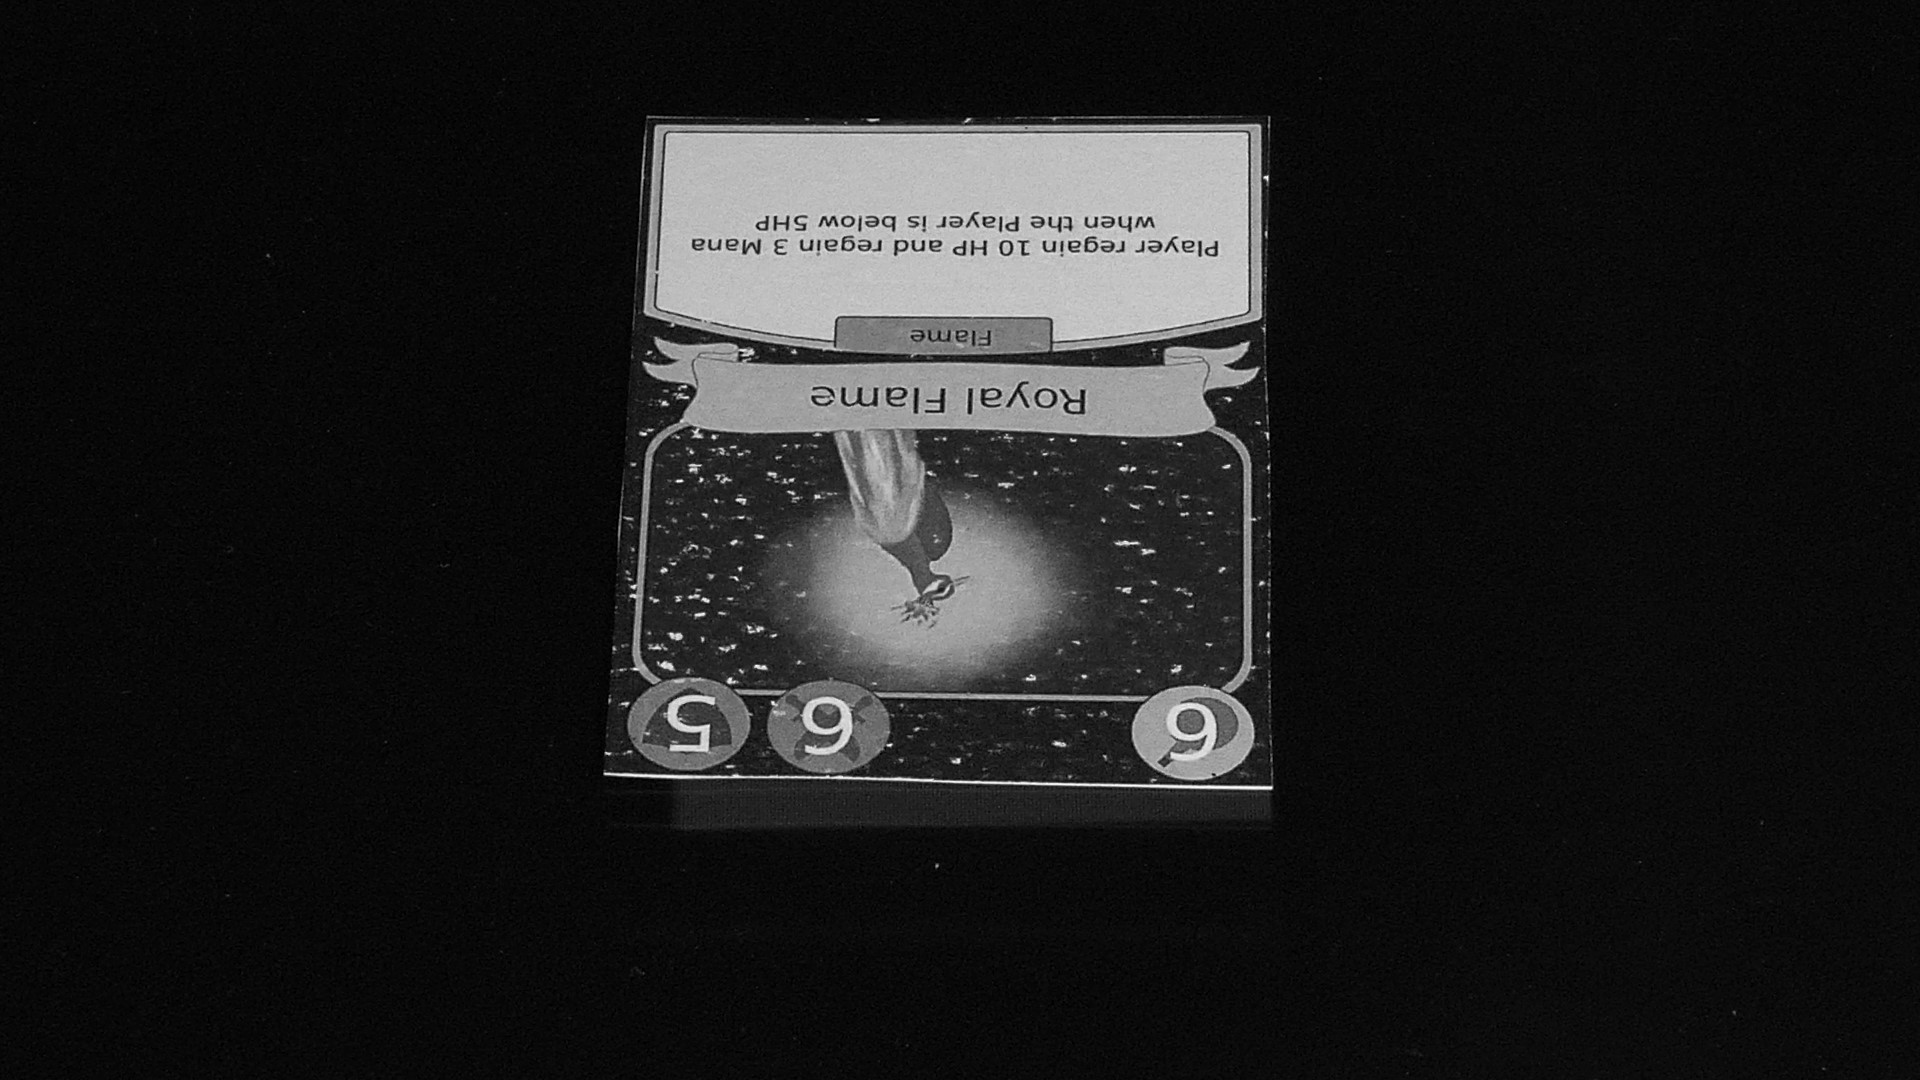 6 6 5
Royal Flame
Flame
Player regain 10 HP and regain 3 Mana
when the Player is below 5HP